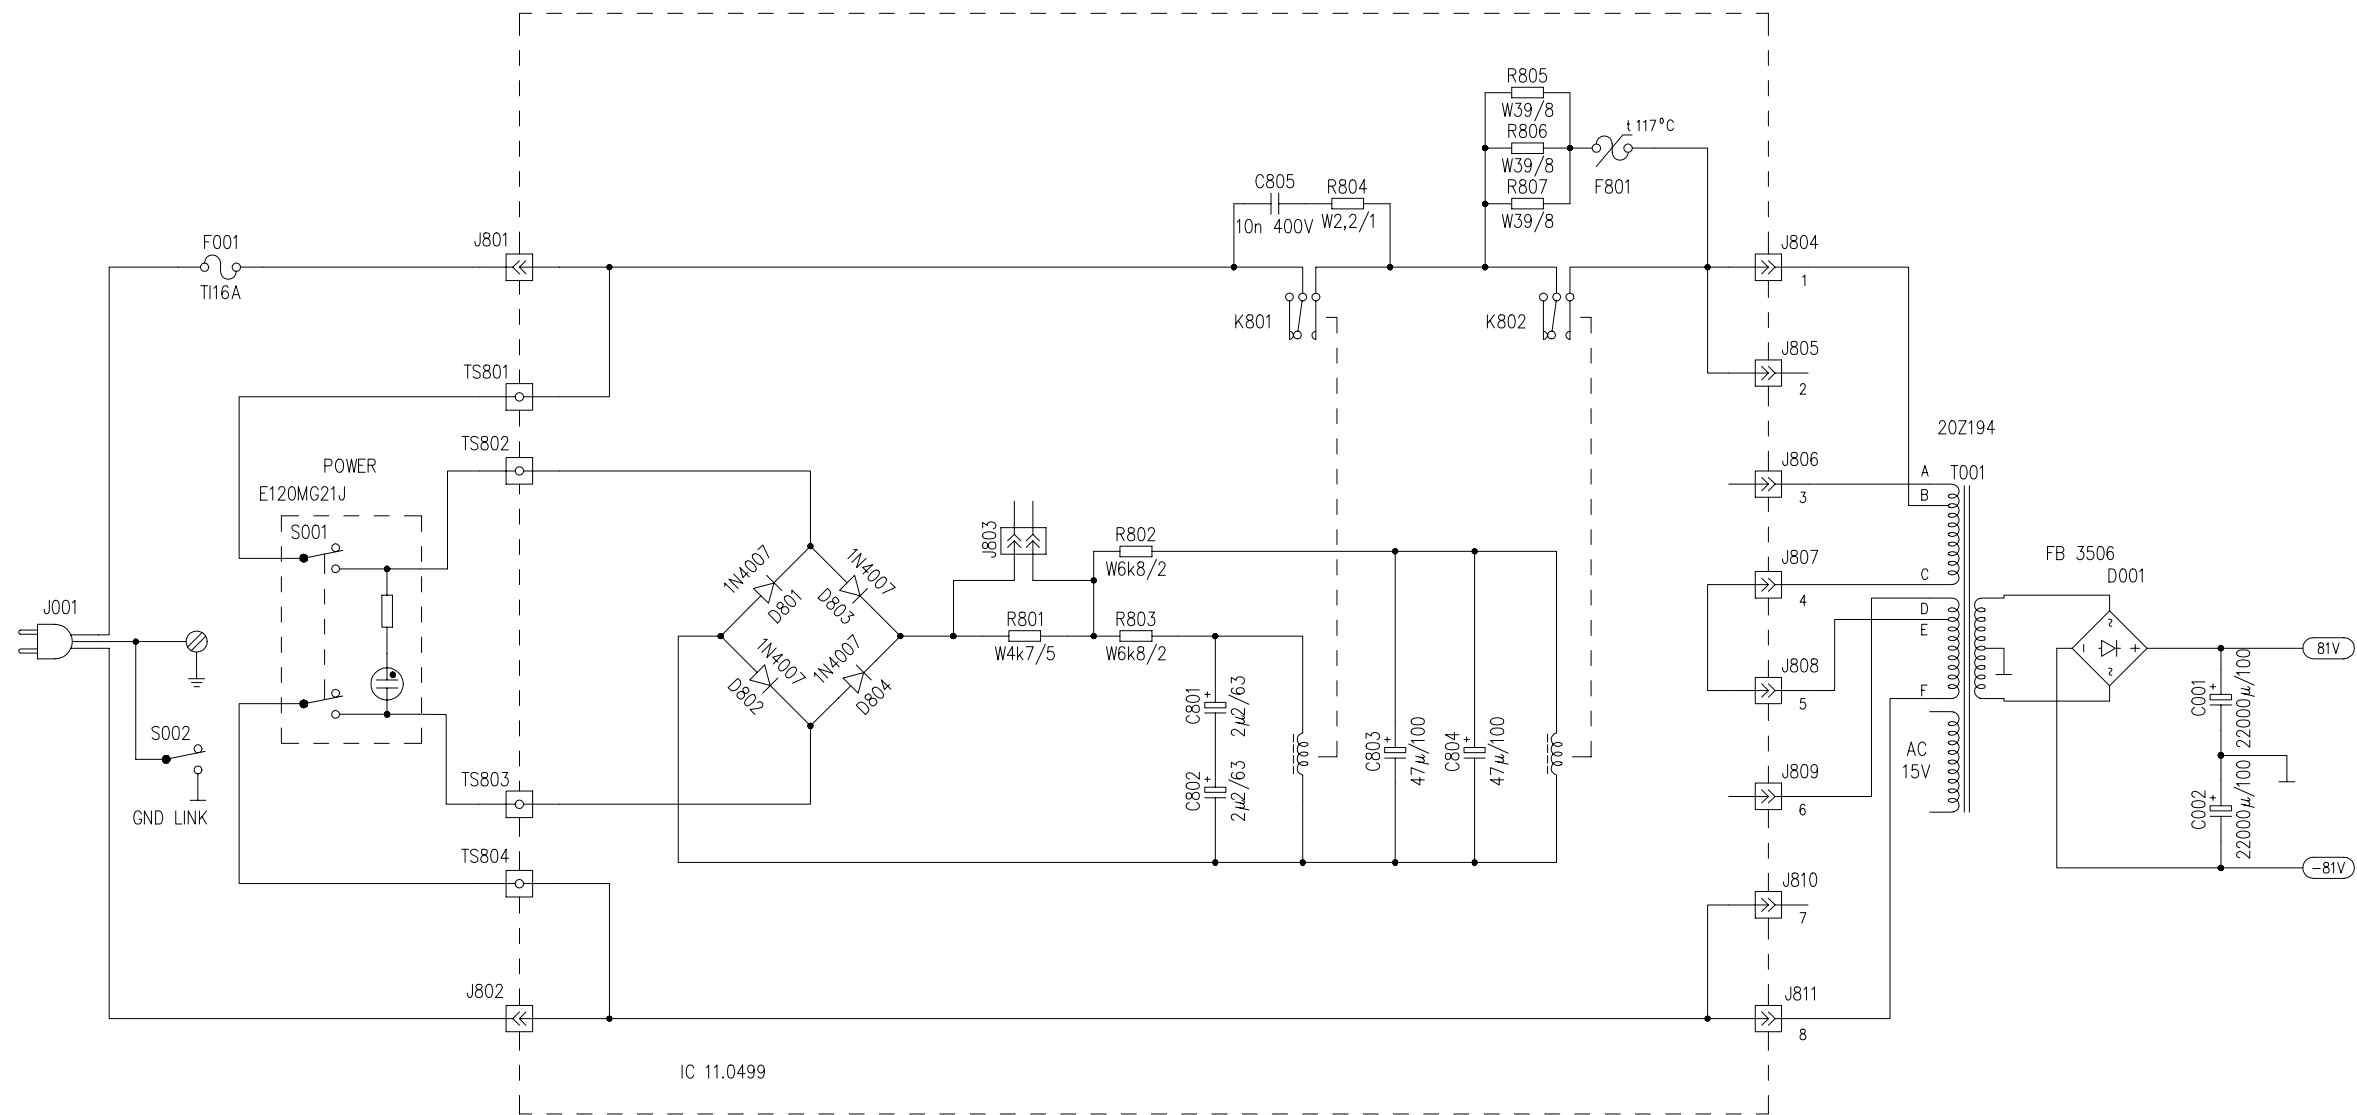 R805
W39/8
R806
W39/8
R807
W39/8
t 117°C
F801
C805
10n 400V
R804
W2,2/1
F001
TI16A
J801
K801
K802
J804
1
J805
2
TS801
TS802
POWER
E120MG21J
S001
J806
3
20Z194
A
T001
B
J803
R802
W6k8/2
1N4007
D801
1N4007
D803
J807
4
C
FB 3506
D001
J001
D
E
R801
W4k7/5
R803
W6k8/2
1N4007
D802
1N4007
D804
J808
5
F
~
-
+
~
81V
C001
+
22000µ/100
C801
+
2µ2/63
C802
+
2µ2/63
C803
+
47µ/100
C804
+
47µ/100
S002
GND LINK
TS803
J809
6
AC
15V
C002
+
22000µ/100
-81V
TS804
J810
7
J802
J811
8
IC 11.0499